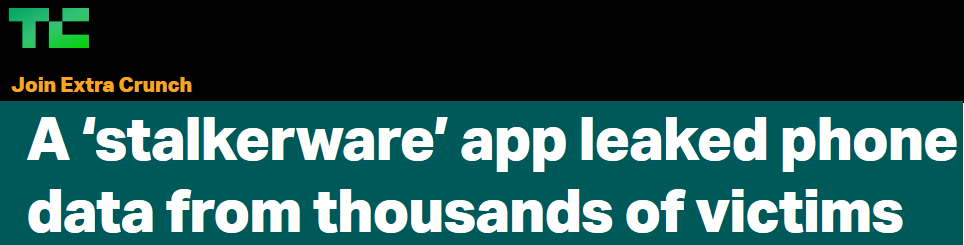 TC
Join Extra Crunch
A ‘stalkerware’ app leaked phone
data from thousands of victims